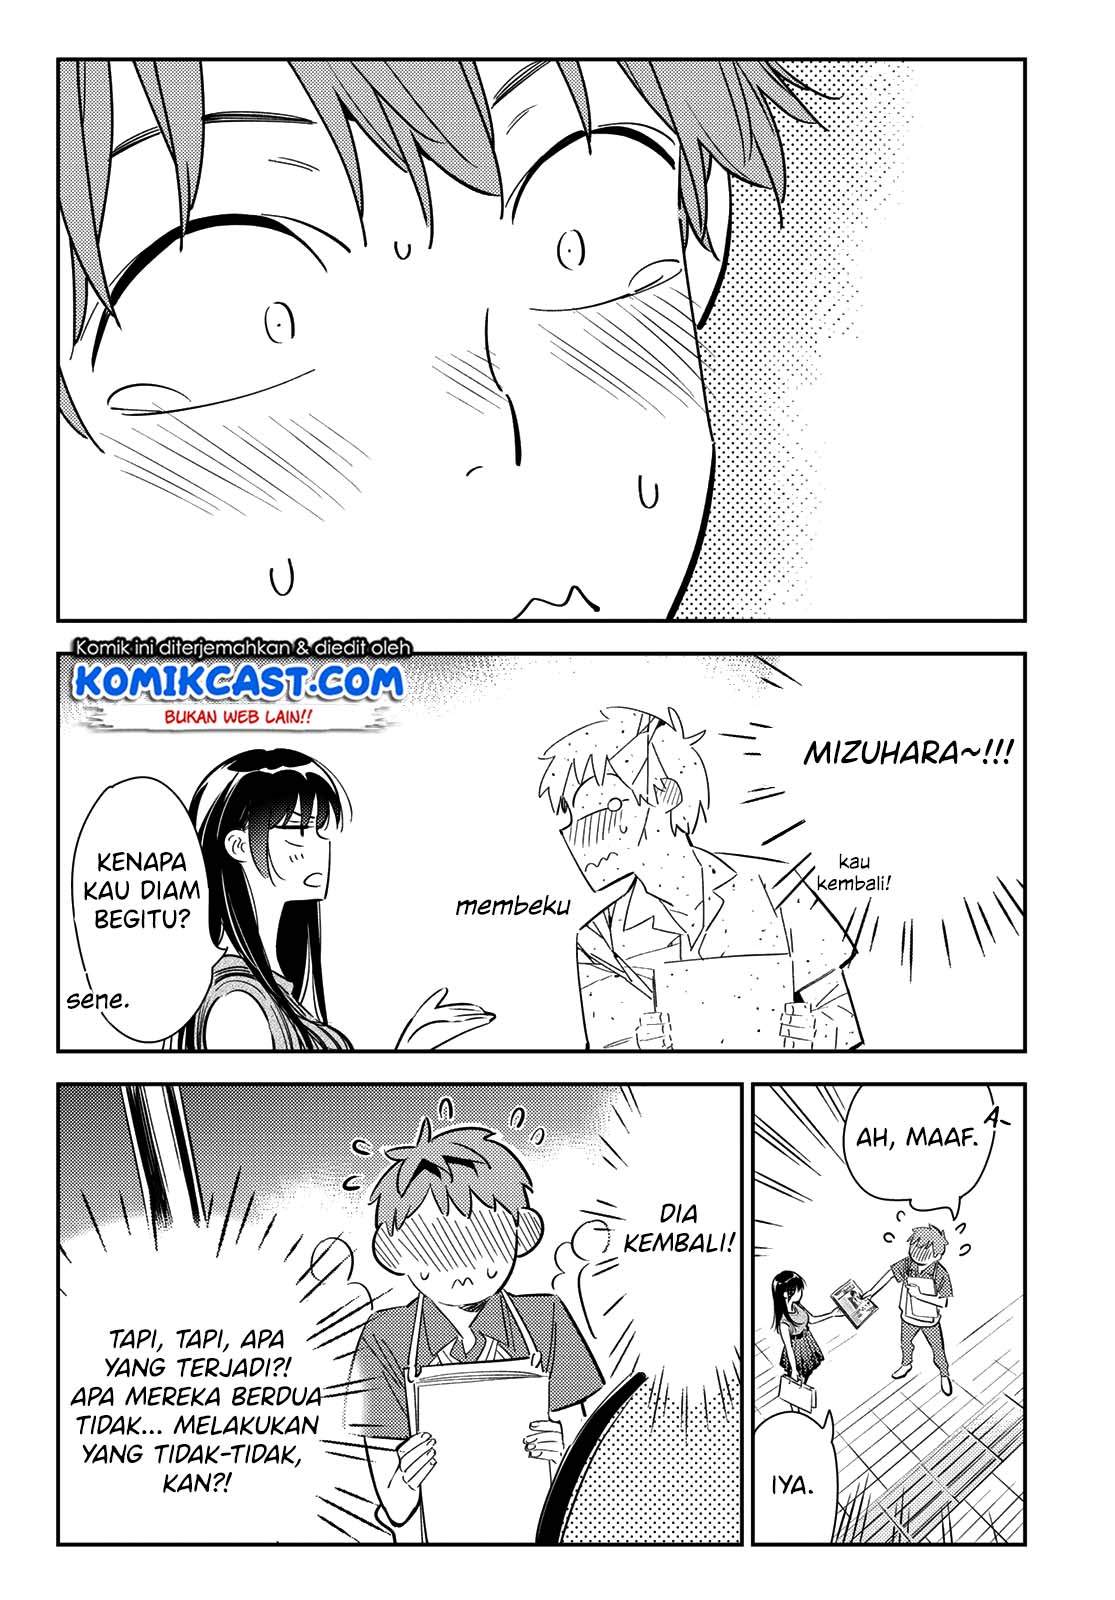 Komik ini diterjemahkan & diedit oleh
KOMIKCAST.COM
BUKAN WEB LAIN!!
MIZUHARA~!!!
kau
kembali!
membeku
KENAPA
KAU DIAM
BEGITU?
sene.
A-
AH, MAAF.
IYA.
DIA
KEMBALI!
TAPI, TAPI, APA
YANG TERJADI?!
APA MEREKA BERDUA
TIDAK... MELAKUKAN
YANG TIDAK-TIDAK,
KAN?!